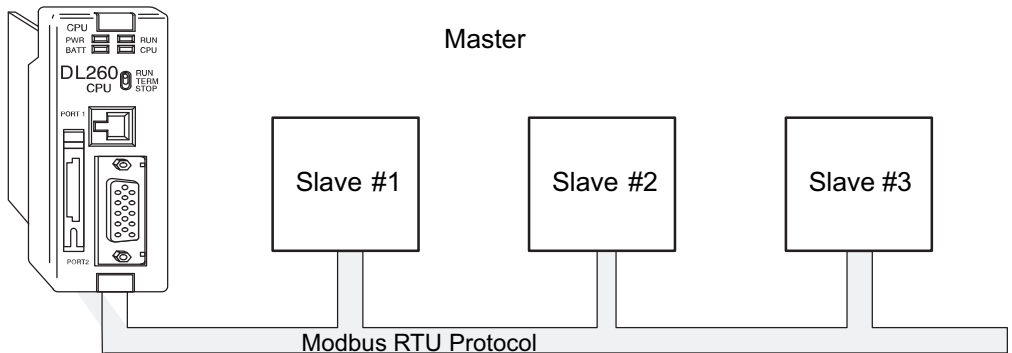 CPU
PWR RUN
BATT CPU
DL260
CPU
RUN
TERM
STOP
PORT 1
PORT2
Master
Slave #1
Slave #2
Slave #3
Modbus RTU Protocol